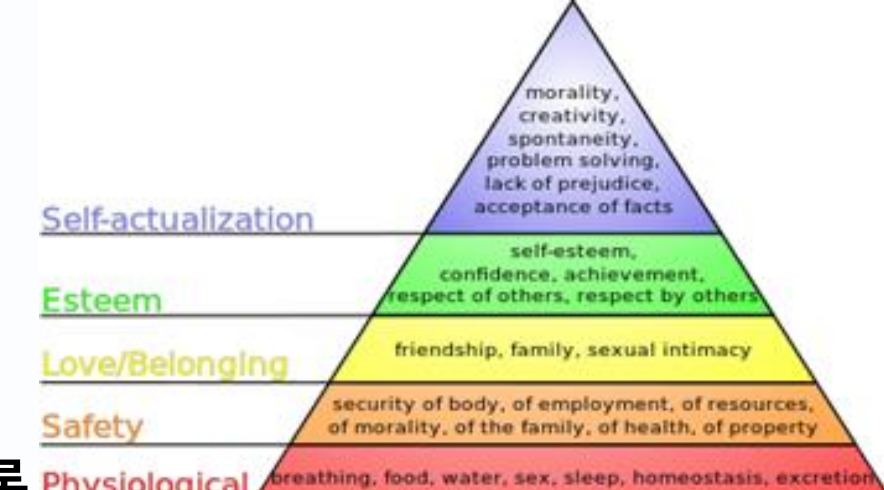 morality,
creativity,
spontaneity,
problem solving,
lack of prejudice,
acceptance of facts
Self-actualization
self-esteem,
confidence, achievement,
respect of others, respect by others
Esteem
friendship, family, sexual intimacy
Love/Belonging
security of body, of employment, of resources,
of morality, of the family, of health, of property
Safety
breathing, food, water, sex, sleep, homeostasis, excretion
Physiological